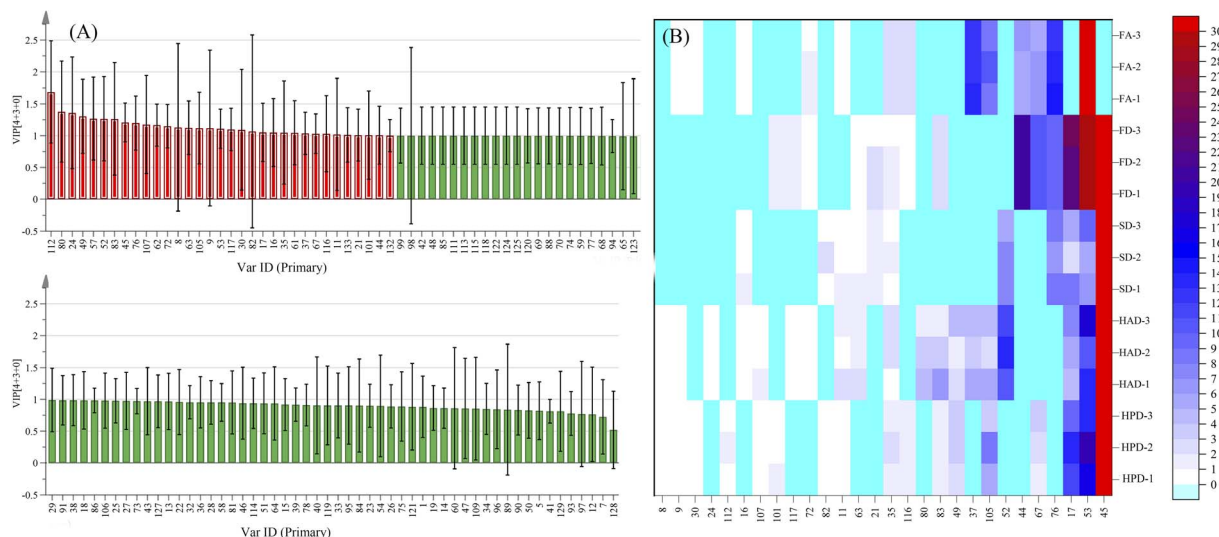 (A)
2.5
2
1.5
1
0.5
0
-0.5
VIP[4+3+0]
112 80 24 49 57 52 83 45 76 107 62 72 8 63 105 9 53 117 30 82 17 16 35 61 37 67 116 11 133 21 101 44 132 99 98 42 48 85 111 113 115 118 122 124 125 120 69 88 70 74 59 77 68 94 65 123
Var ID (Primary)
2.5
2
1.5
1
0.5
0
-0.5
VIP[4+3+0]
29 91 38 18 86 106 25 27 73 43 127 13 22 32 36 28 58 81 46 114 51 64 15 39 78 40 119 33 95 84 23 54 26 75 121 1 19 14 60 47 109 34 96 89 90 50 5 41 129 93 97 12 7 128
Var ID (Primary)
(B)
FA-3
FA-2
FA-1
FD-3
FD-2
FD-1
SD-3
SD-2
SD-1
HAD-3
HAD-2
HAD-1
HPD-3
HPD-2
HPD-1
8 9 30 24 112 107 101 117 72 82 11 63 21 35 116 80 83 49 37 105 52 44 67 76 17 53 45
30
29
28
27
26
25
24
23
22
21
20
19
18
17
16
15
14
13
12
11
10
9
8
7
6
5
4
3
2
1
0